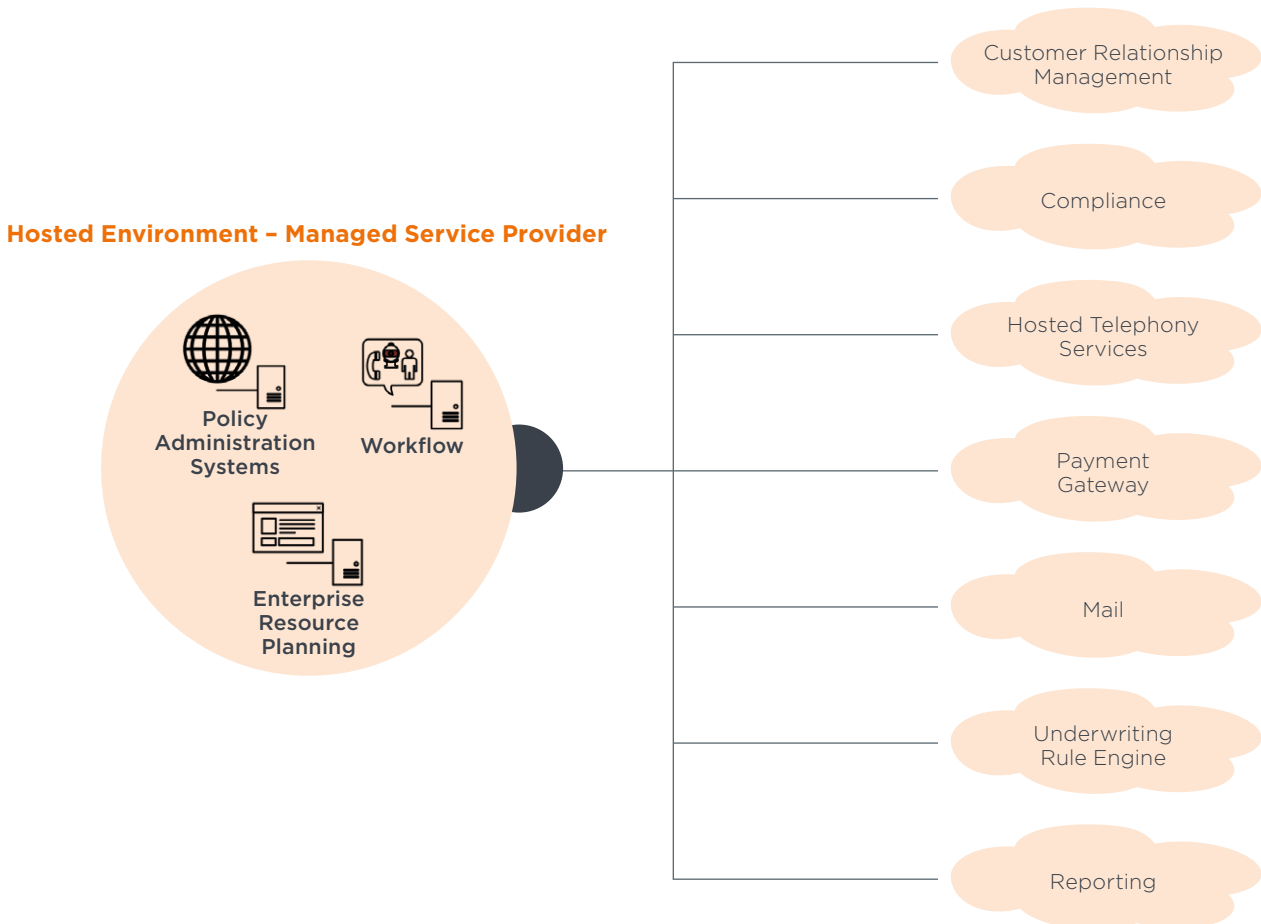 Customer Relationship
Management
Compliance
Hosted Environment – Managed Service Provider
Hosted Telephony
Services
Policy
Administration
Systems
Workflow
Payment
Gateway
Enterprise
Resource
Planning
Mail
Underwriting
Rule Engine
Reporting